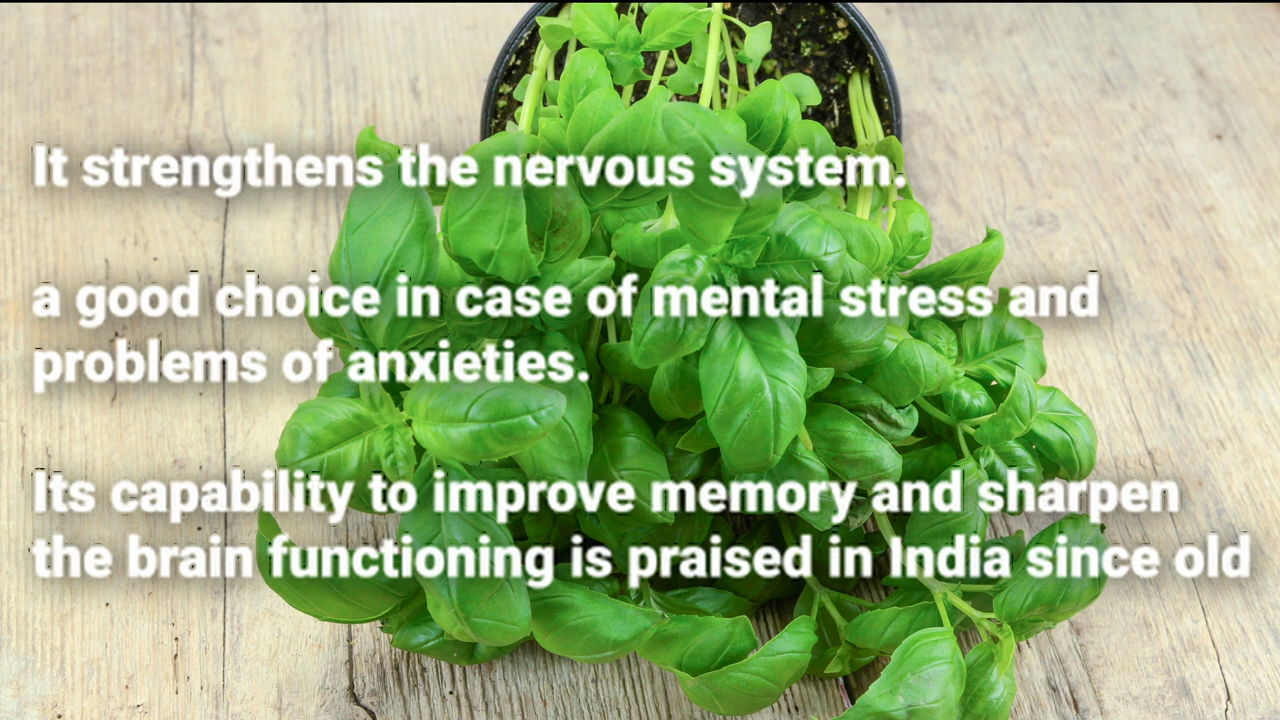 It strengthens the nervous system.
a good choice in case of mental stress and
problems of anxieties.
Its capability to improve memory and sharpen
the brain functioning is praised in India since old